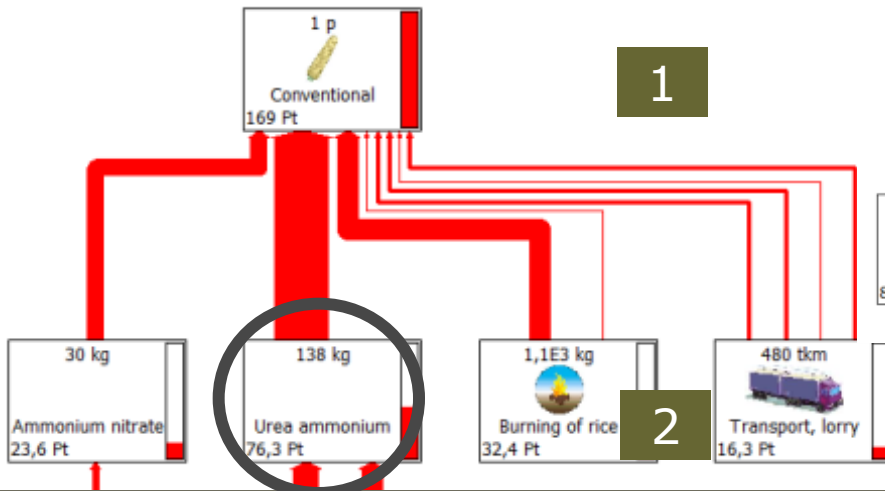 1 p
Conventional
169 Pt
1
30 kg
Ammonium nitrate
23,6 Pt
138 kg
Urea ammonium
76,3 Pt
1,1E3 kg
Burning of rice
32,4 Pt
2
480 tkm
Transport, lorry
16,3 Pt